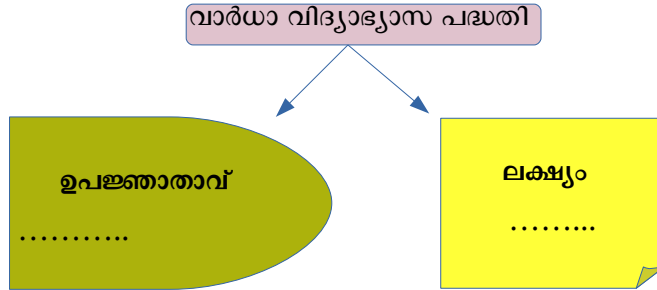 വാർധാ വിദ്യാഭ്യാസ പദ്ധതി
ഉപജ്ഞാതാവ്
...........
ലക്ഷ്യം
.........